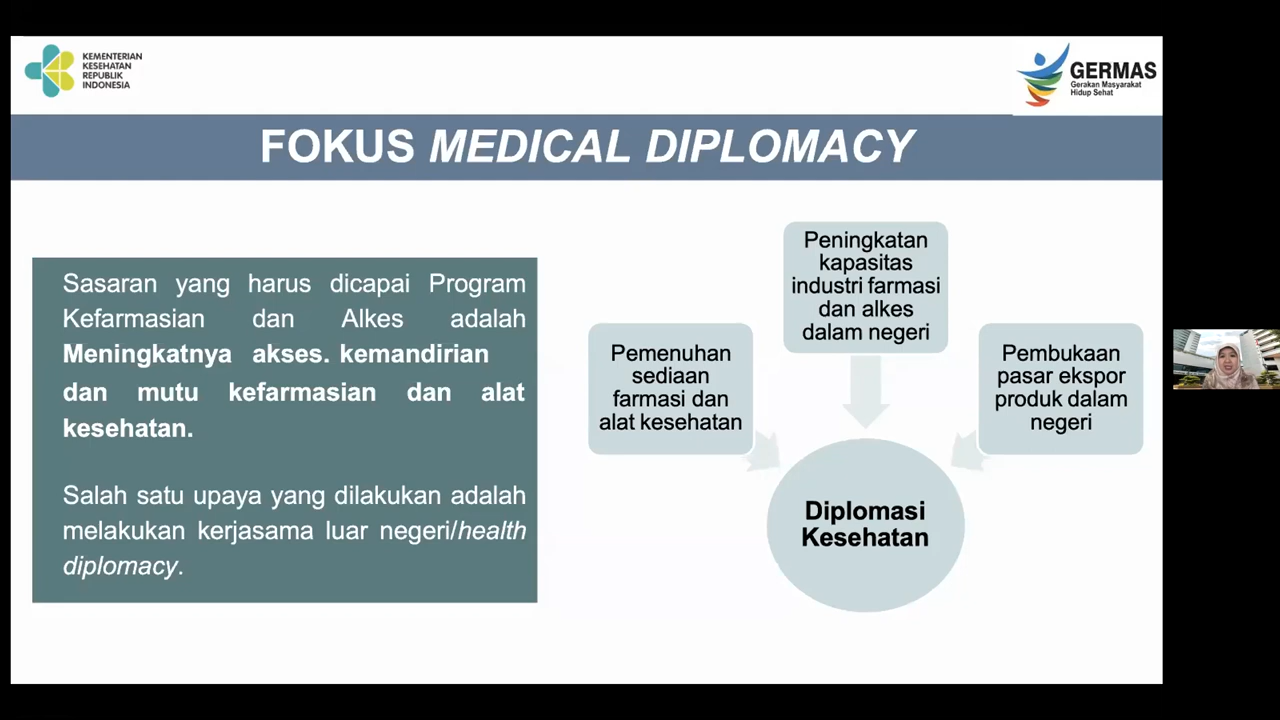 KEMENTERIAN
KESEHATAN
REPUBLIK
INDONESIA
GERMAS
Gerakan Masyarakat
Hidup Sehat
FOKUS MEDICAL DIPLOMACY
Sasaran yang harus dicapai Program
Kefarmasian dan Alkes adalah
Meningkatnya akses. kemandirian
dan mutu kefarmasian dan alat
kesehatan.
Salah satu upaya yang dilakukan adalah
melakukan kerjasama luar negeri/health
diplomacy.
Pemenuhan
sediaan
farmasi dan
alat kesehatan
Peningkatan
kapasitas
industri farmasi
dan alkes
dalam negeri
Pembukaan
pasar ekspor
produk dalam
negeri
Diplomasi
Kesehatan